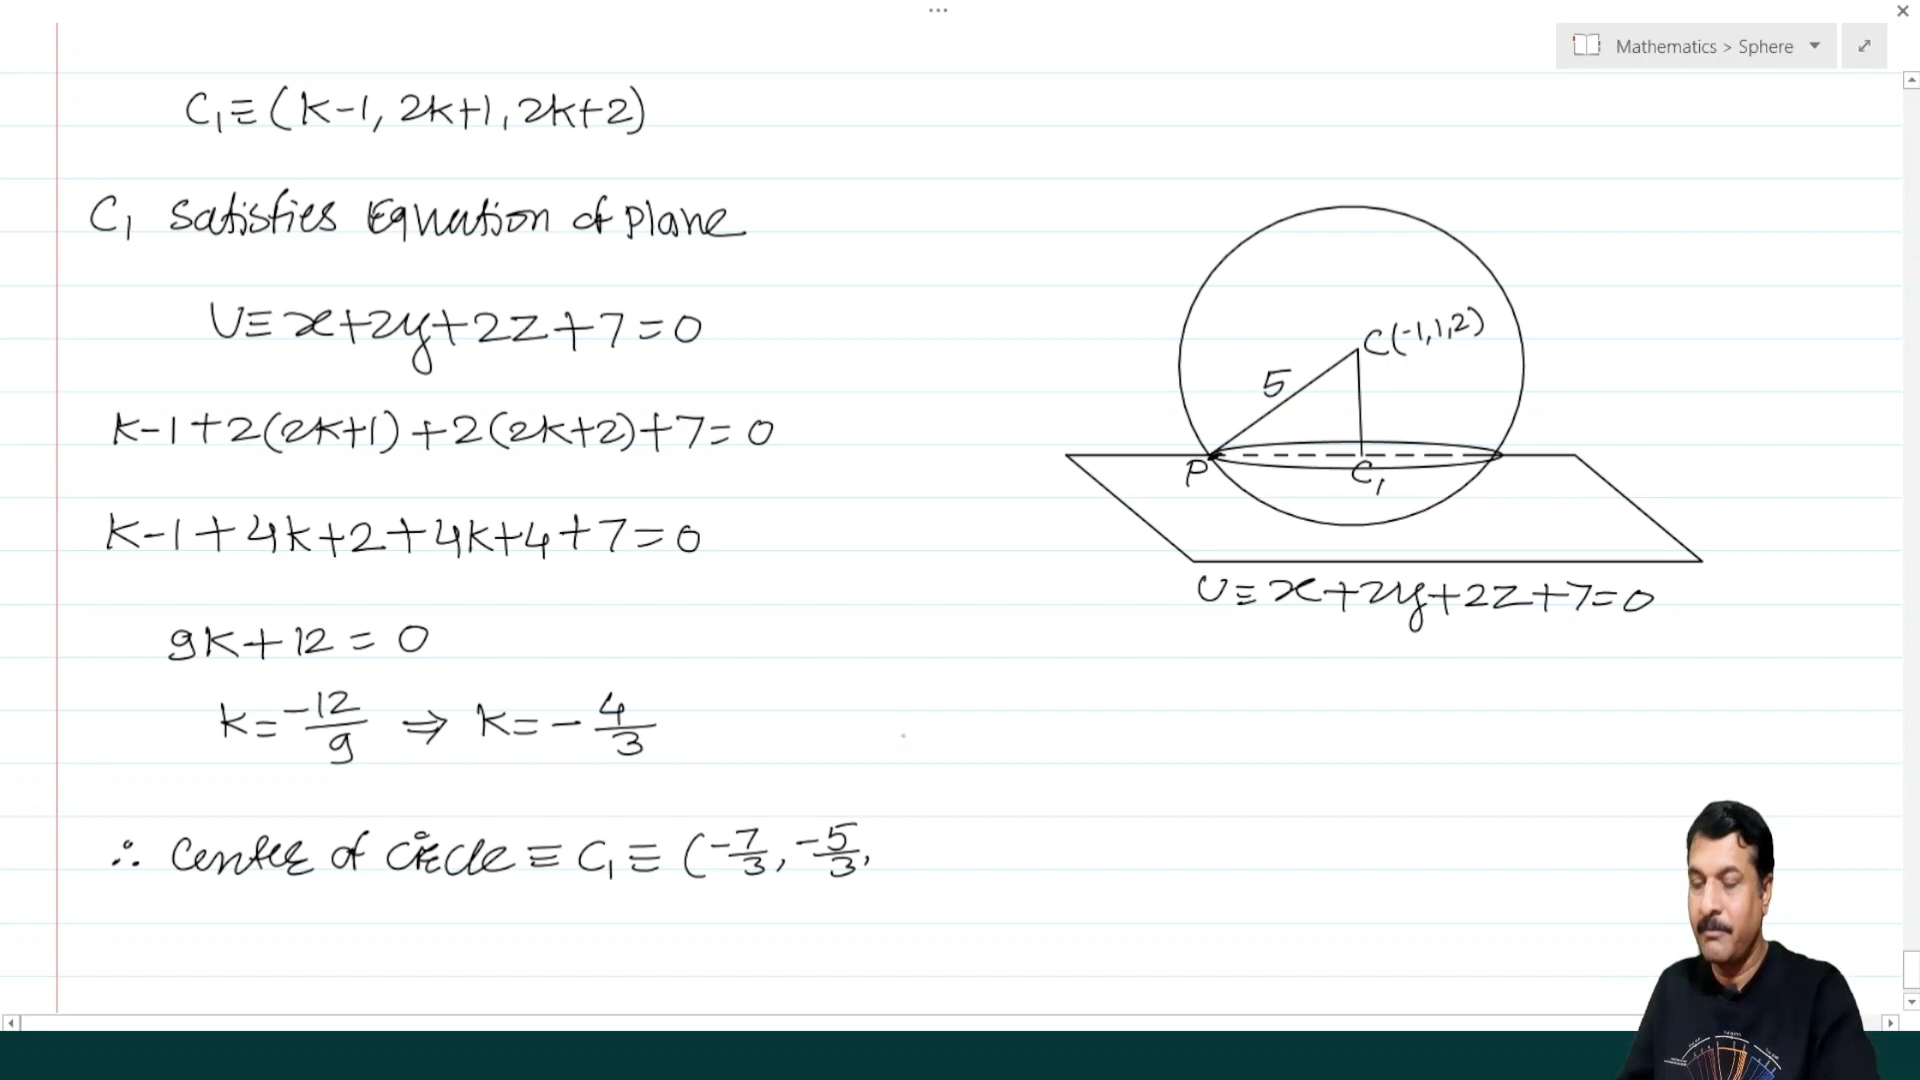 Mathematics > Sphere
C₁ ≡ (k-1, 2k+1, 2k+2)
C₁ satisfies Equation of plane
U ≡ x+2y+2z+7=0
k-1+2(2k+1)+2(2k+2)+7=0
k-1+4k+2+4k+4+7=0
9k+12=0
k = -12/9 ⇒ k = -4/3
∴ Center of circle ≡ C₁ ≡ (-7/3, -5/3,
C(-1,1,2)
5
P
C₁
U ≡ x+2y+2z+7=0